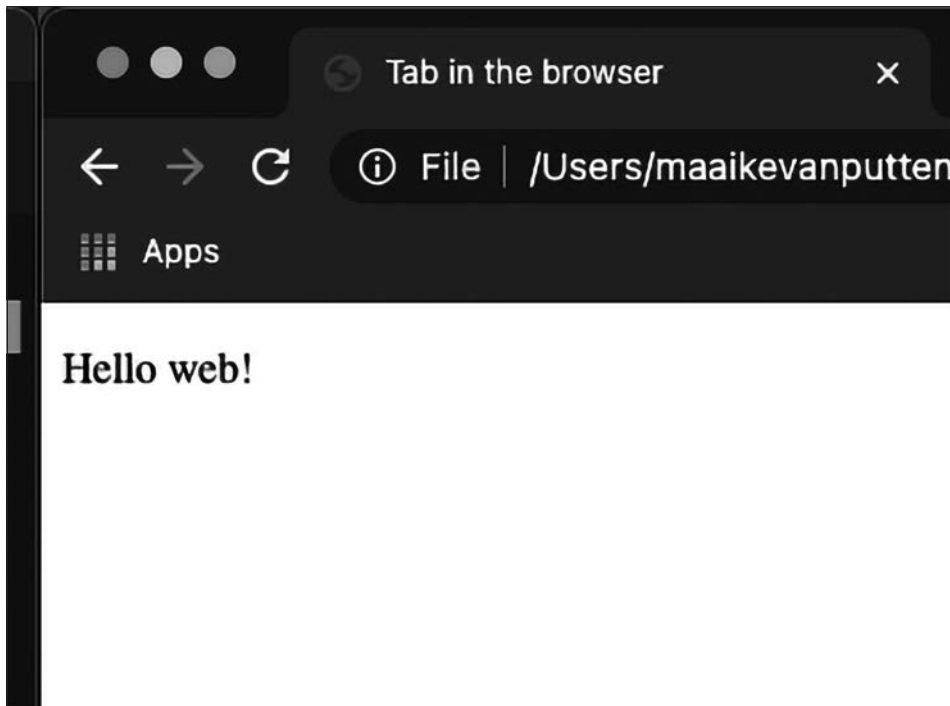 Tab in the browser
File | /Users/maaikevanputten
Apps
Hello web!